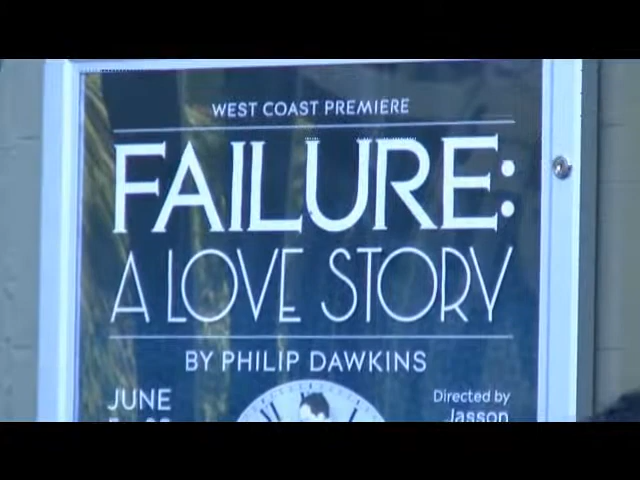 WEST COAST PREMIERE
FAILURE:
A LOVE STORY
BY PHILIP DAWKINS
JUNE
Directed by
Jasson